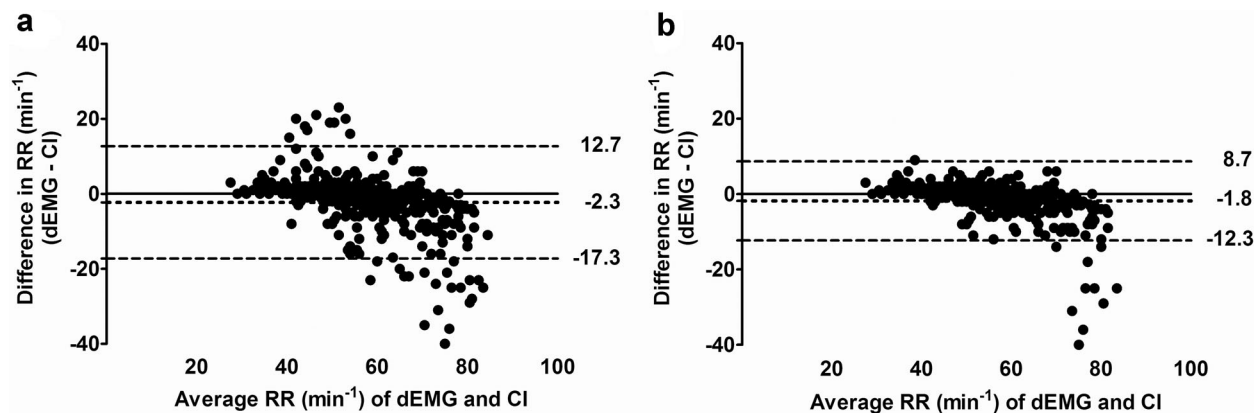 a
Difference in RR (min⁻¹)
(dEMG - CI)
40
20
0
-20
-40
12.7
-2.3
-17.3
20 40 60 80 100
Average RR (min⁻¹) of dEMG and CI
b
Difference in RR (min⁻¹)
(dEMG - CI)
40
20
0
-20
-40
8.7
-1.8
-12.3
20 40 60 80 100
Average RR (min⁻¹) of dEMG and CI